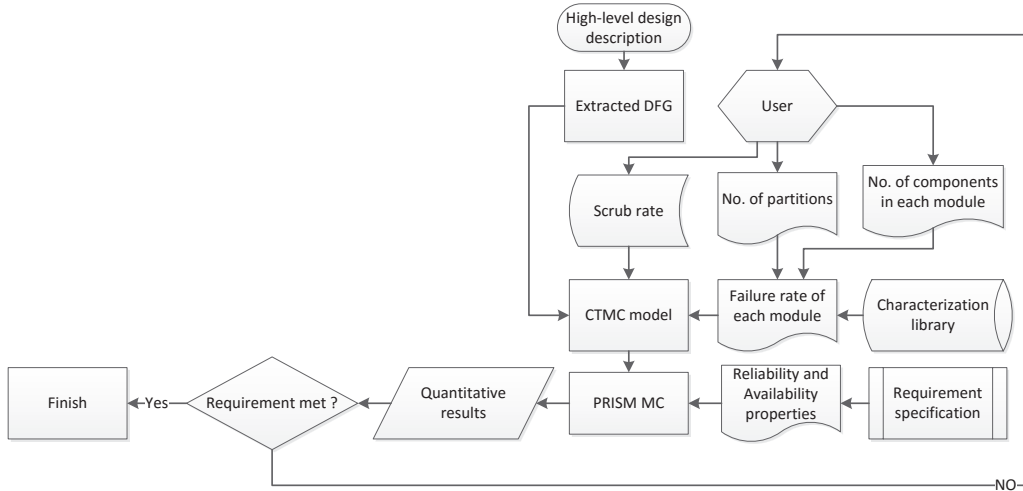 High-level design
description
Extracted DFG
User
Scrub rate
No. of partitions
No. of components
in each module
CTMC model
Failure rate of
each module
Characterization
library
Finish
Yes
Requirement met ?
Quantitative
results
PRISM MC
Reliability and
Availability
properties
Requirement
specification
NO